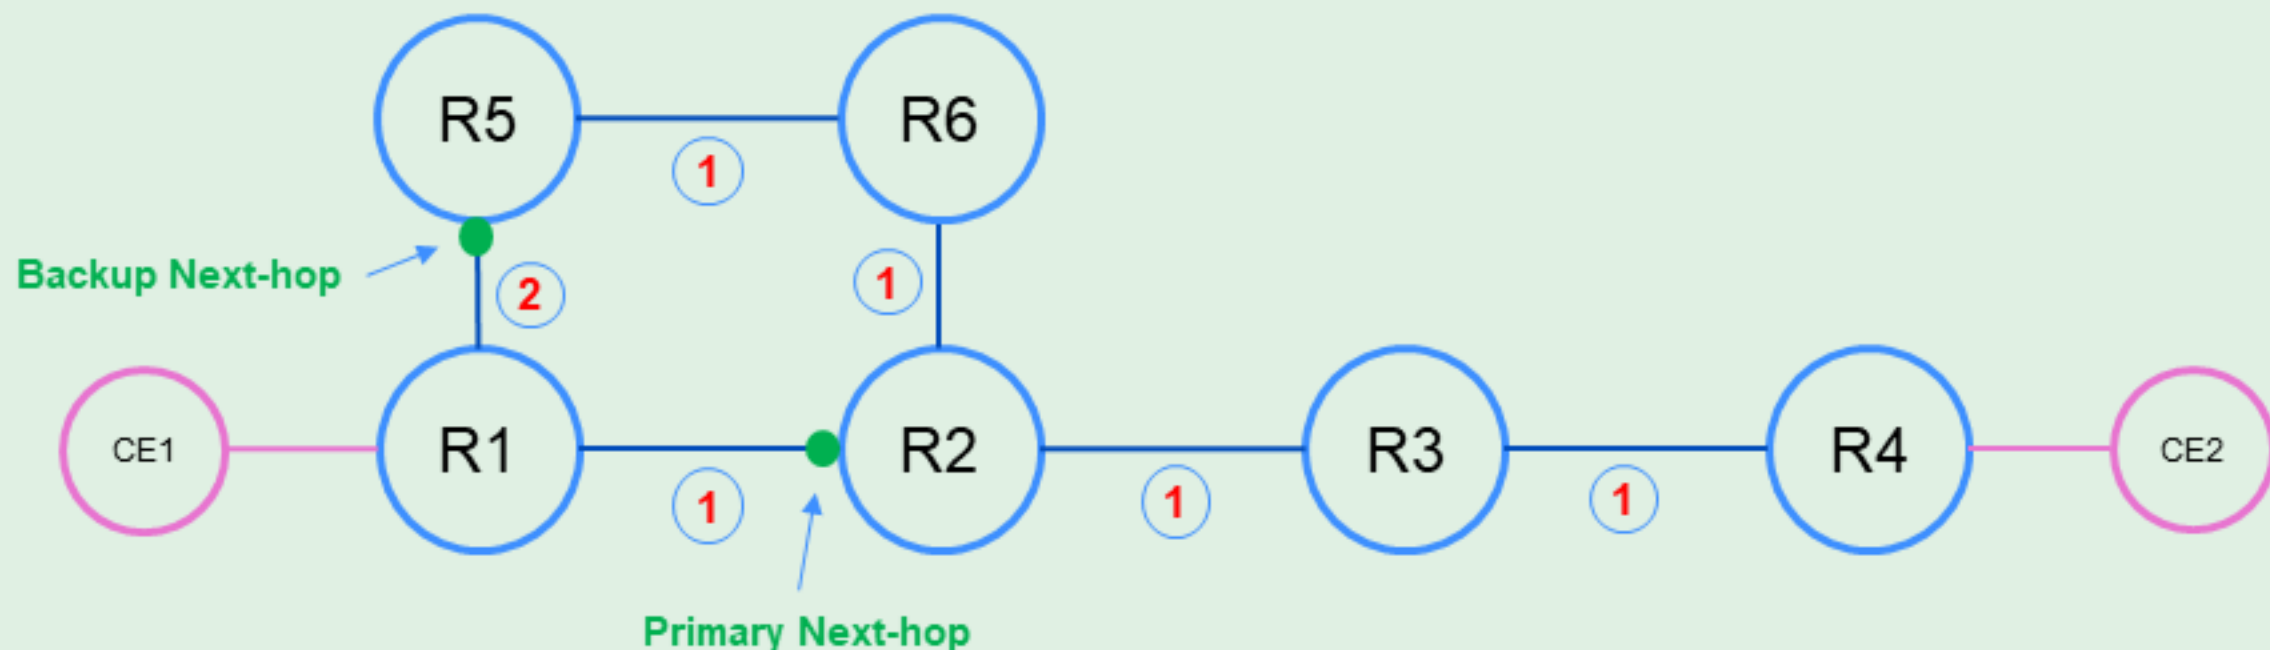 R5
R6
1
Backup Next-hop
2
1
CE1
R1
R2
R3
R4
CE2
1
1
1
Primary Next-hop